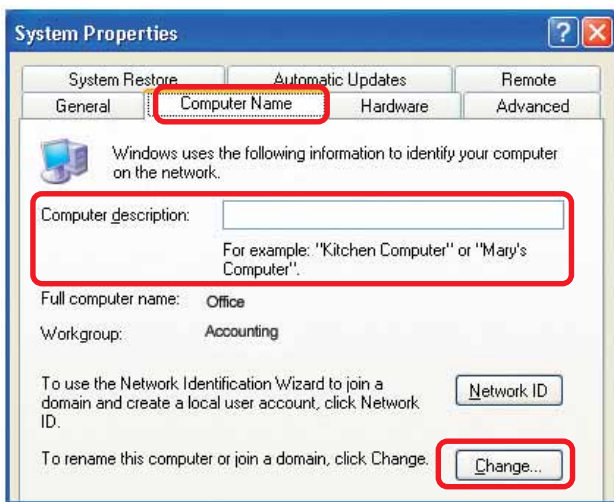 System Properties
System Restore Automatic Updates Remote
General Computer Name Hardware Advanced
Windows uses the following information to identify your computer
on the network.
Computer description:
For example: "Kitchen Computer" or "Mary's
Computer".
Full computer name: Office
Workgroup: Accounting
To use the Network Identification Wizard to join a
domain and create a local user account, click Network
ID.
Network ID
To rename this computer or join a domain, click Change.
Change...